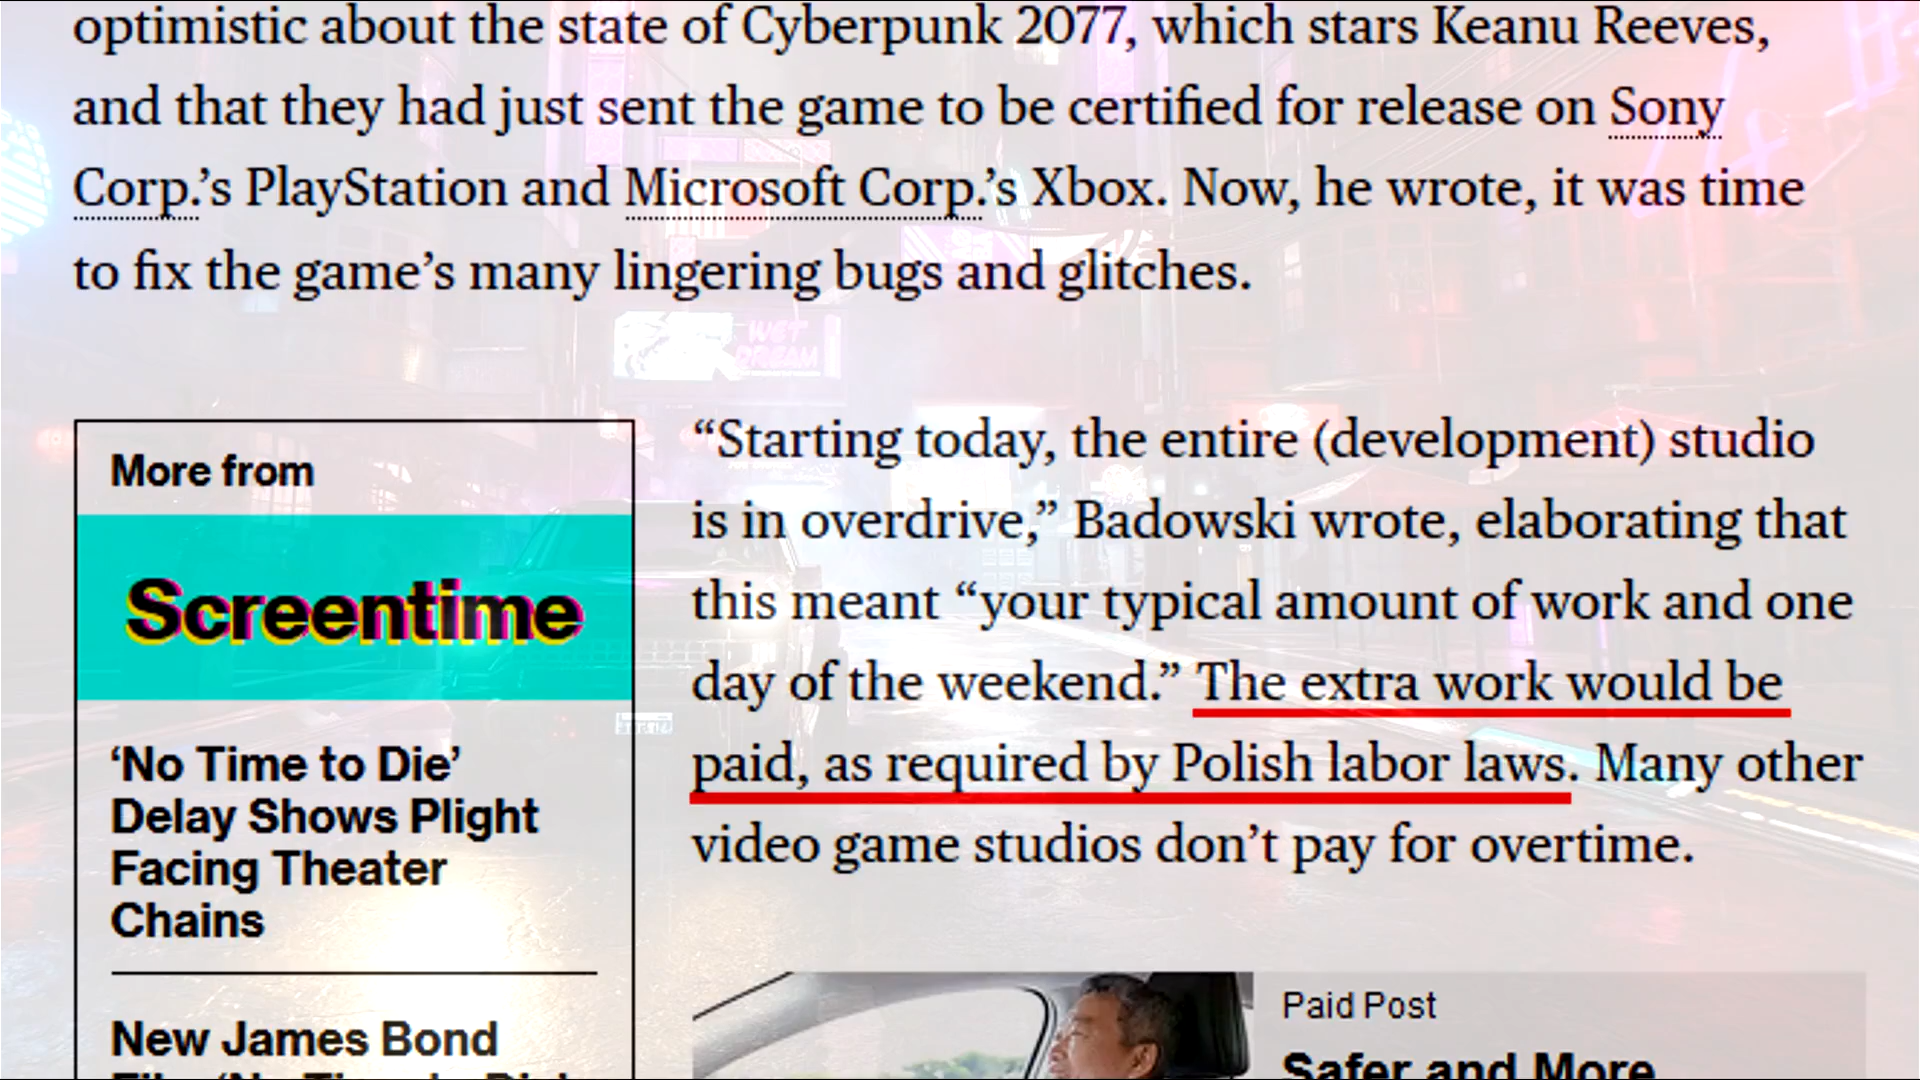 optimistic about the state of Cyberpunk 2077, which stars Keanu Reeves,
and that they had just sent the game to be certified for release on Sony
Corp.’s PlayStation and Microsoft Corp.’s Xbox. Now, he wrote, it was time
to fix the game’s many lingering bugs and glitches.
WET
DREAM
More from
Screentime
‘No Time to Die’
Delay Shows Plight
Facing Theater
Chains
New James Bond
“Starting today, the entire (development) studio
is in overdrive,” Badowski wrote, elaborating that
this meant “your typical amount of work and one
day of the weekend.” The extra work would be
paid, as required by Polish labor laws. Many other
video game studios don’t pay for overtime.
Paid Post
Safer and More